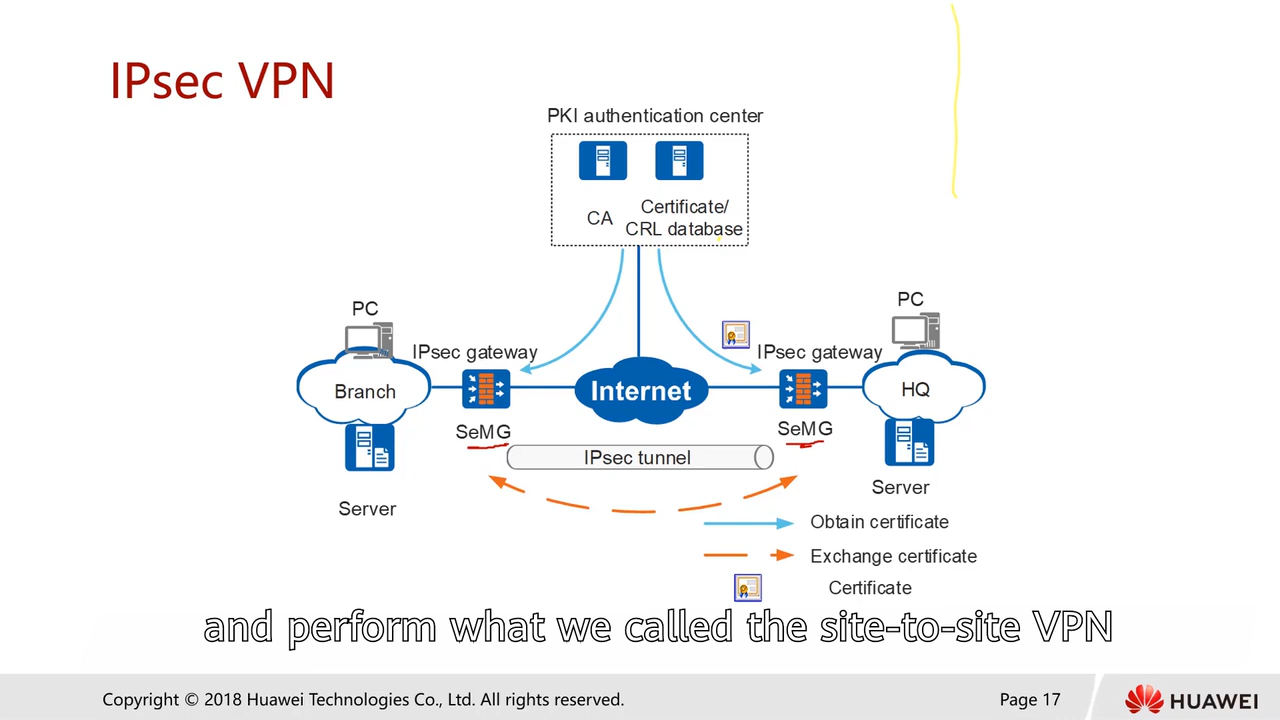 IPsec VPN
PKI authentication center
CA
Certificate/
CRL database
PC
PC
IPsec gateway
IPsec gateway
Branch
Internet
HQ
SeMG
SeMG
IPsec tunnel
Server
Server
Obtain certificate
Exchange certificate
Certificate
and perform what we called the site-to-site VPN
Copyright © 2018 Huawei Technologies Co., Ltd. All rights reserved.
Page 17
HUAWEI